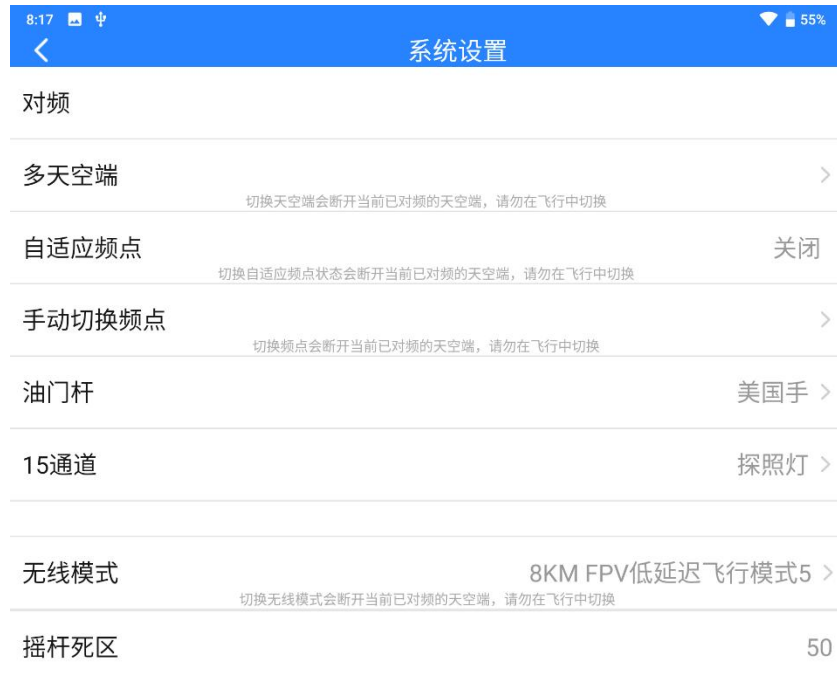 8:17 55%
系统设置
对频
多天空端
切换天空端会断开当前已对频的天空端，请勿在飞行中切换
自适应频点 关闭
切换自适应频点状态会断开当前已对频的天空端，请勿在飞行中切换
手动切换频点
切换频点会断开当前已对频的天空端，请勿在飞行中切换
油门杆 美国手
15通道 探照灯
无线模式 8KM FPV低延迟飞行模式5
切换无线模式会断开当前已对频的天空端，请勿在飞行中切换
摇杆死区 50